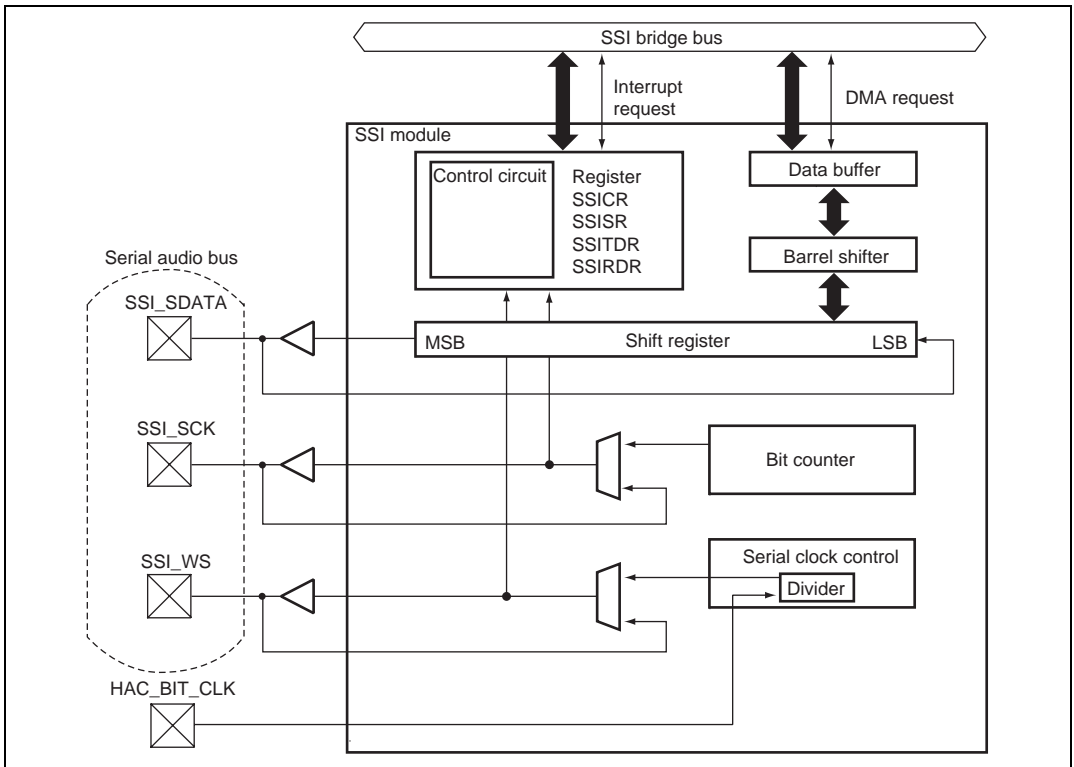 SSI bridge bus
Interrupt
request
DMA request
SSI module
Control circuit
Register
SSICR
SSISR
SSITDR
SSIRDR
Data buffer
Barrel shifter
Serial audio bus
SSI_SDATA
MSB
Shift register
LSB
SSI_SCK
Bit counter
SSI_WS
Serial clock control
Divider
HAC_BIT_CLK